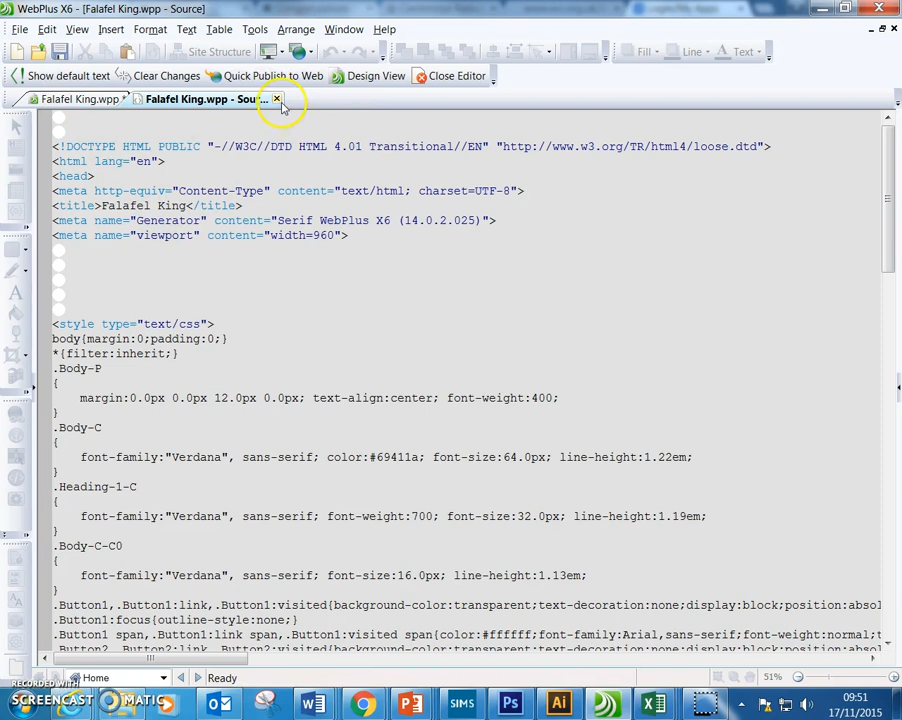 WebPlus X6 - [Falafel King.wpp - Source]
File Edit View Insert Format Text Table Tools Arrange Window Help
Site Structure Fill Line Text
Show default text Clear Changes Quick Publish to Web Design View Close Editor
Falafel King.wpp * Falafel King.wpp - Sour...
<!DOCTYPE HTML PUBLIC "-//W3C//DTD HTML 4.01 Transitional//EN" "http://www.w3.org/TR/html4/loose.dtd">
<html lang="en">
<head>
<meta http-equiv="Content-Type" content="text/html; charset=UTF-8">
<title>Falafel King</title>
<meta name="Generator" content="Serif WebPlus X6 (14.0.2.025)">
<meta name="viewport" content="width=960">
<style type="text/css">
body{margin:0;padding:0;}
*{filter:inherit;}
.Body-P
{
margin:0.0px 0.0px 12.0px 0.0px; text-align:center; font-weight:400;
}
.Body-C
{
font-family:"Verdana", sans-serif; color:#69411a; font-size:64.0px; line-height:1.22em;
}
.Heading-1-C
{
font-family:"Verdana", sans-serif; font-weight:700; font-size:32.0px; line-height:1.19em;
}
.Body-C-C0
{
font-family:"Verdana", sans-serif; font-size:16.0px; line-height:1.13em;
}
.Button1,.Button1:link,.Button1:visited{background-color:transparent;text-decoration:none;display:block;position:absol
.Button1:focus{outline-style:none;}
.Button1 span,.Button1:link span,.Button1:visited span{color:#ffffff;font-family:Arial,sans-serif;font-weight:normal;t
Home Ready 51%
RECORDED WITH
SCREENCAST MATIC
SIMS
09:51
17/11/2015